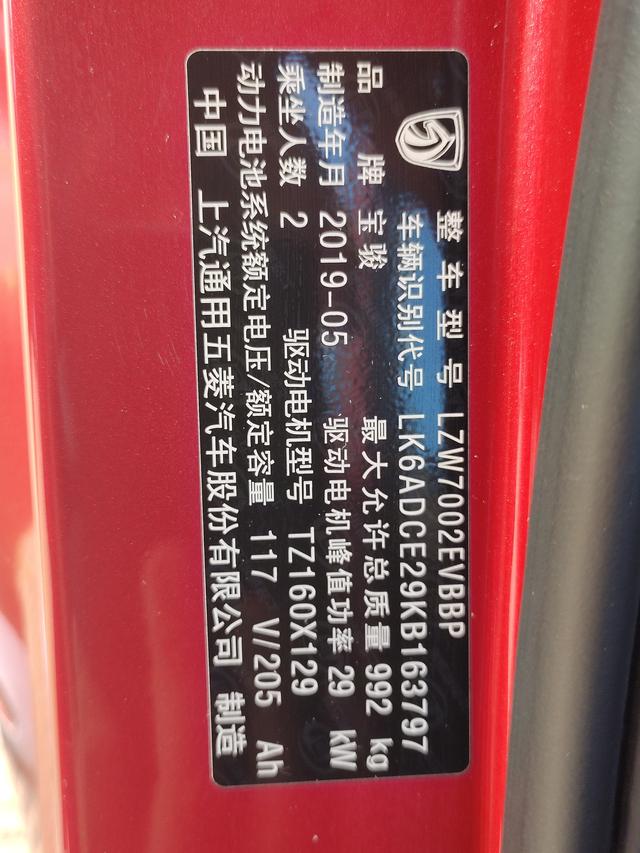 整车型号 LZW7002EVBBP
车辆识别代号 LK6ADCE29KB163797
品 牌 宝骏 最大允许总质量 992 kg
制造年月 2019-05 驱动电机峰值功率 29 kW
乘坐人数 2 驱动电机型号 TZ160X129
动力电池系统额定电压/额定容量 117 V/205 Ah
中国 上汽通用五菱汽车股份有限公司 制造